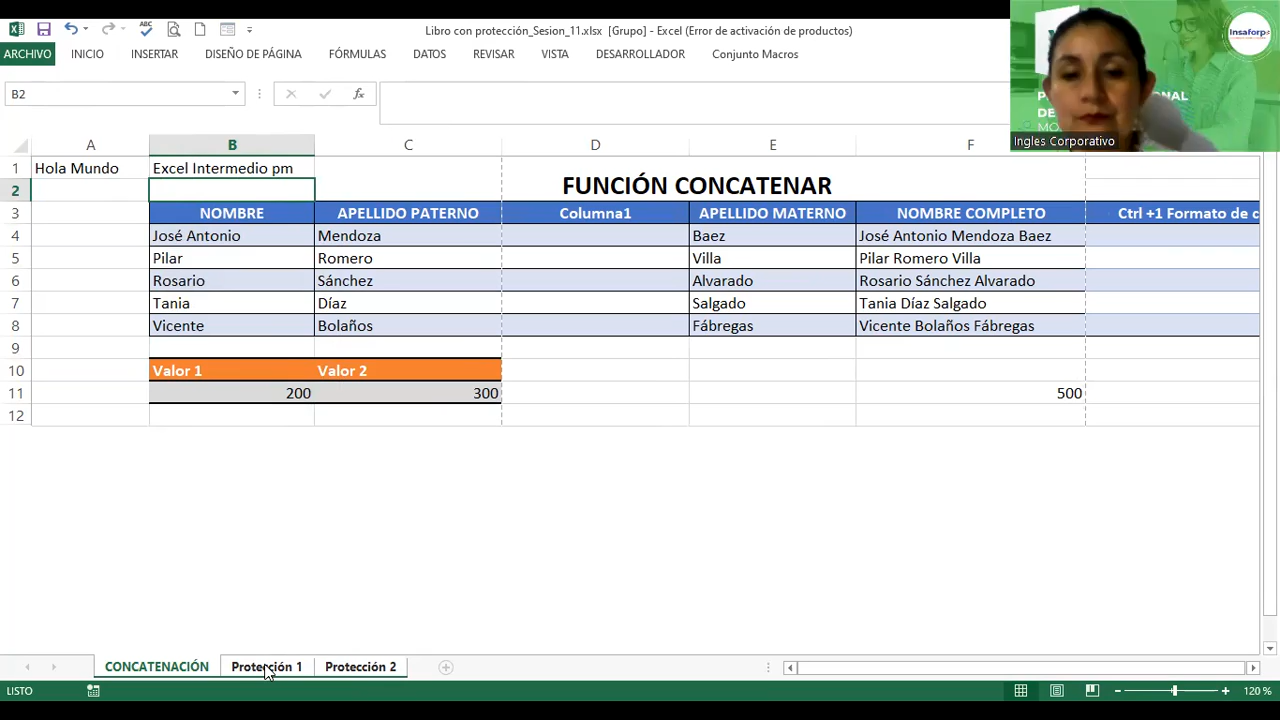 Libro con protección_Sesion_11.xlsx [Grupo] - Excel (Error de activación de productos)
ARCHIVO INICIO INSERTAR DISEÑO DE PÁGINA FÓRMULAS DATOS REVISAR VISTA DESARROLLADOR Conjunto Macros
Insaforp
Ingles Corporativo
B2
A B C D E F
1 Hola Mundo Excel Intermedio pm
2 FUNCIÓN CONCATENAR
3 NOMBRE APELLIDO PATERNO Columna1 APELLIDO MATERNO NOMBRE COMPLETO Ctrl +1 Formato de c
4 José Antonio Mendoza Baez José Antonio Mendoza Baez
5 Pilar Romero Villa Pilar Romero Villa
6 Rosario Sánchez Alvarado Rosario Sánchez Alvarado
7 Tania Díaz Salgado Tania Díaz Salgado
8 Vicente Bolaños Fábregas Vicente Bolaños Fábregas
9
10 Valor 1 Valor 2
11 200 300 500
12
CONCATENACIÓN Protección 1 Protección 2
LISTO 120 %